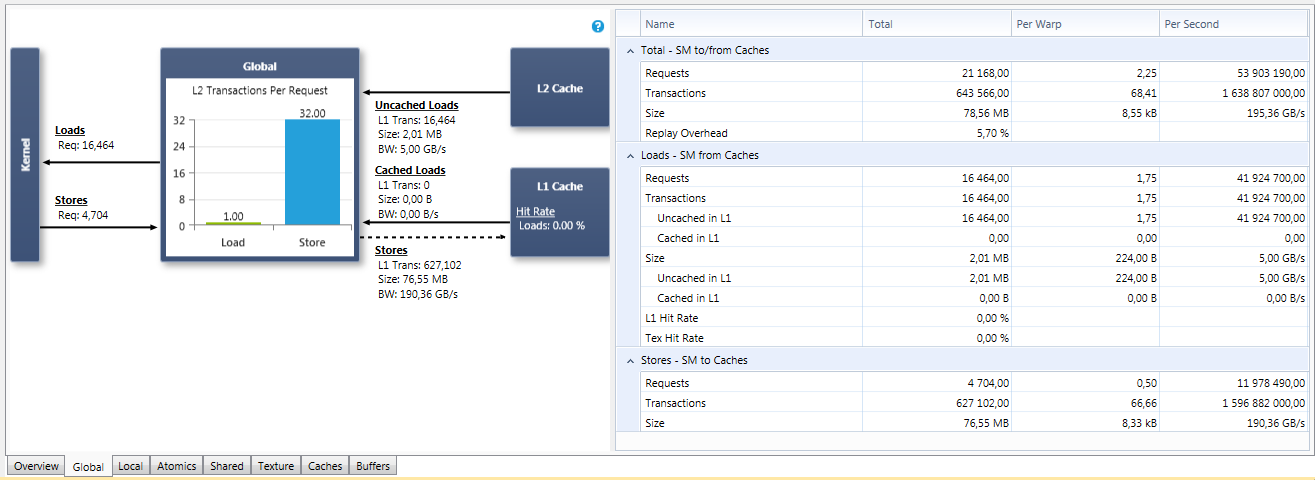 ?
Kernel
Loads
Req: 16,464
Stores
Req: 4,704
Global
L2 Transactions Per Request
32
24
16
8
0
1.00
32.00
Load
Store
Uncached Loads
L1 Trans: 16,464
Size: 2,01 MB
BW: 5,00 GB/s
Cached Loads
L1 Trans: 0
Size: 0,00 B
BW: 0,00 B/s
Stores
L1 Trans: 627,102
Size: 76,55 MB
BW: 190,36 GB/s
L2 Cache
L1 Cache
Hit Rate
Loads: 0.00 %
Name Total Per Warp Per Second
Total - SM to/from Caches
Requests 21 168,00 2,25 53 903 190,00
Transactions 643 566,00 68,41 1 638 807 000,00
Size 78,56 MB 8,55 kB 195,36 GB/s
Replay Overhead 5,70 %
Loads - SM from Caches
Requests 16 464,00 1,75 41 924 700,00
Transactions 16 464,00 1,75 41 924 700,00
Uncached in L1 16 464,00 1,75 41 924 700,00
Cached in L1 0,00 0,00 0,00
Size 2,01 MB 224,00 B 5,00 GB/s
Uncached in L1 2,01 MB 224,00 B 5,00 GB/s
Cached in L1 0,00 B 0,00 B 0,00 B/s
L1 Hit Rate 0,00 %
Tex Hit Rate 0,00 %
Stores - SM to Caches
Requests 4 704,00 0,50 11 978 490,00
Transactions 627 102,00 66,66 1 596 882 000,00
Size 76,55 MB 8,33 kB 190,36 GB/s
Overview Global Local Atomics Shared Texture Caches Buffers